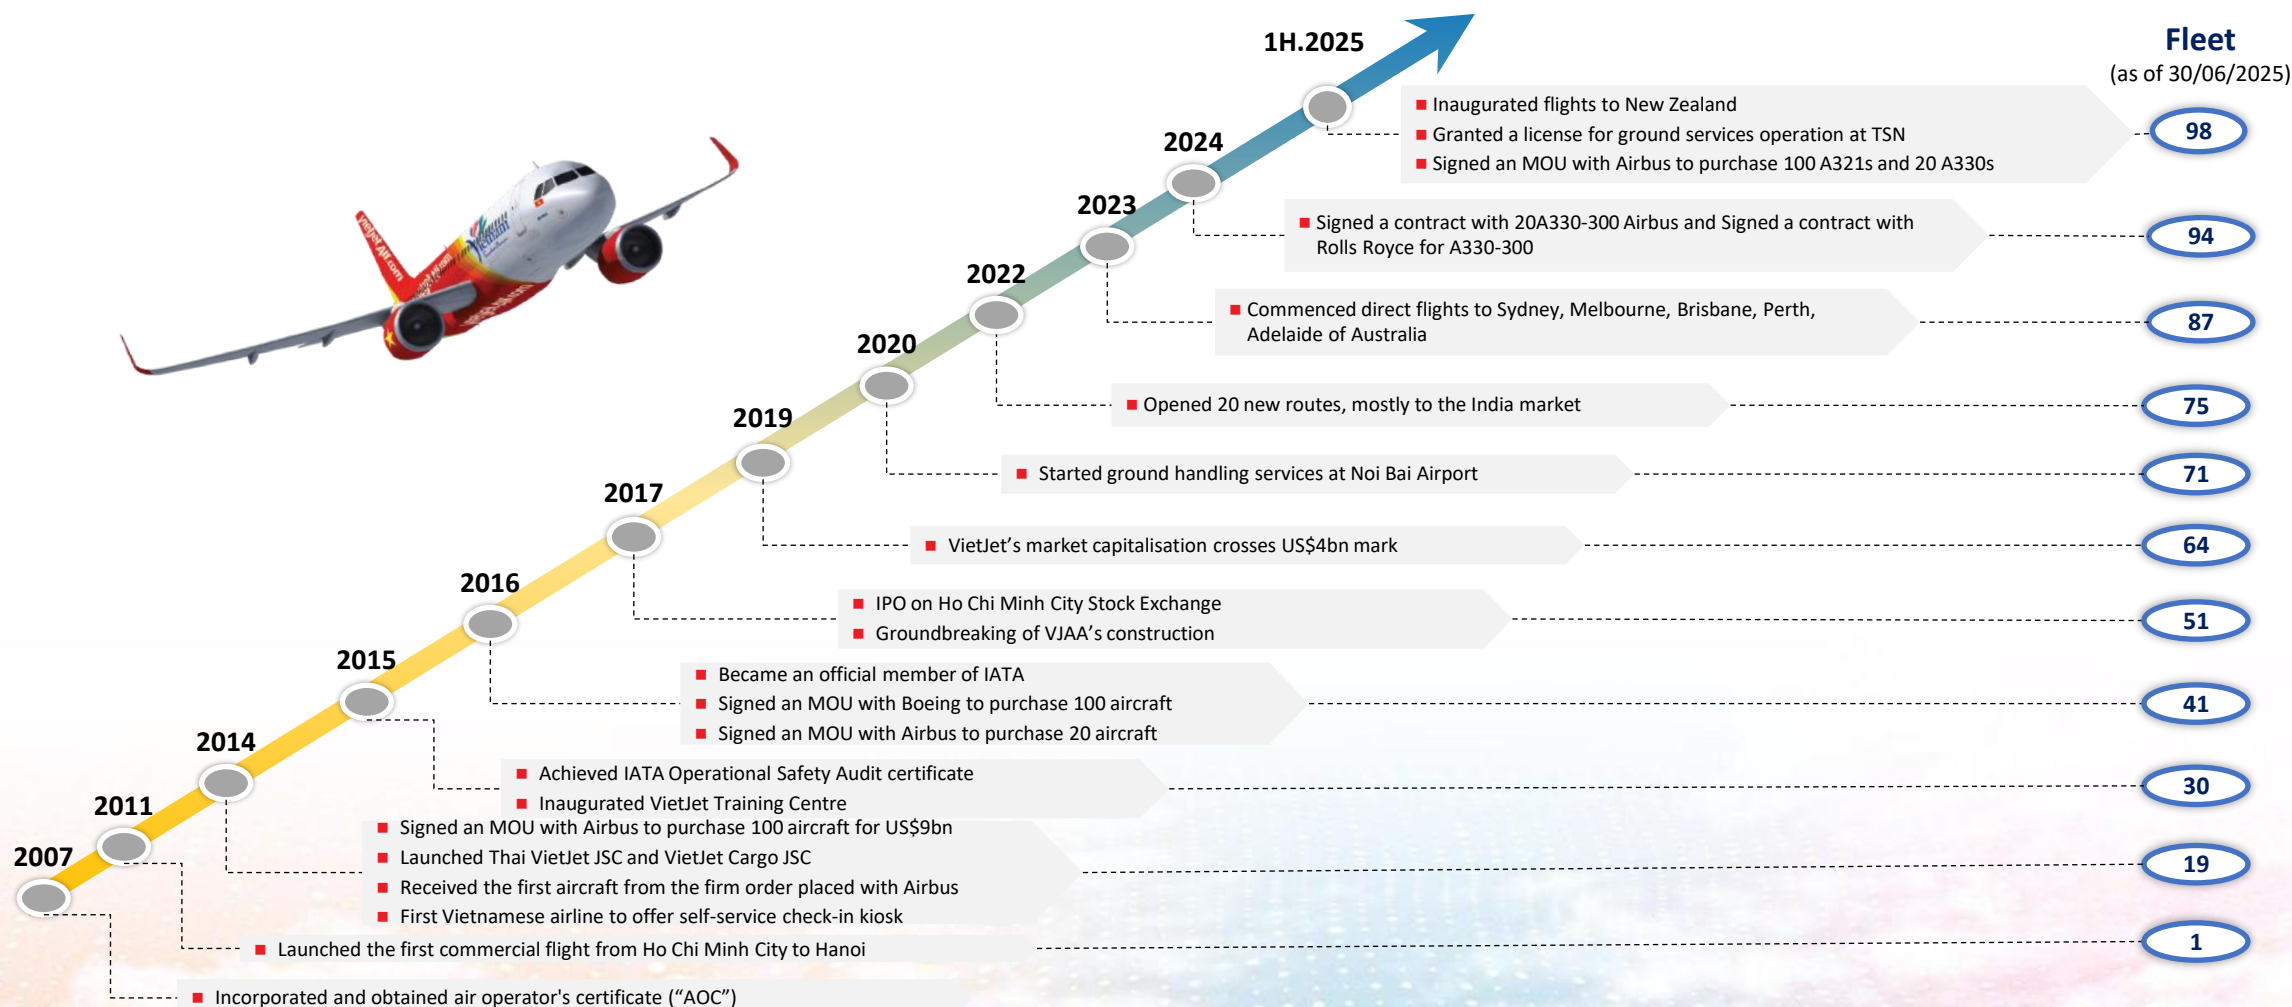 1H.2025
Fleet
(as of 30/06/2025)
Inaugurated flights to New Zealand
Granted a license for ground services operation at TSN
Signed an MOU with Airbus to purchase 100 A321s and 20 A330s
98
2024
Signed a contract with 20A330-300 Airbus and Signed a contract with
Rolls Royce for A330-300
94
2023
Commenced direct flights to Sydney, Melbourne, Brisbane, Perth,
Adelaide of Australia
87
2022
Opened 20 new routes, mostly to the India market
75
2020
Started ground handling services at Noi Bai Airport
71
2019
VietJet’s market capitalisation crosses US$4bn mark
64
2017
IPO on Ho Chi Minh City Stock Exchange
Groundbreaking of VJAA’s construction
51
2016
Became an official member of IATA
Signed an MOU with Boeing to purchase 100 aircraft
Signed an MOU with Airbus to purchase 20 aircraft
41
2015
Achieved IATA Operational Safety Audit certificate
Inaugurated VietJet Training Centre
30
2014
Signed an MOU with Airbus to purchase 100 aircraft for US$9bn
Launched Thai VietJet JSC and VietJet Cargo JSC
Received the first aircraft from the firm order placed with Airbus
First Vietnamese airline to offer self-service check-in kiosk
19
2011
Launched the first commercial flight from Ho Chi Minh City to Hanoi
1
2007
Incorporated and obtained air operator's certificate (“AOC”)
vietjetAir.com
Vietnam